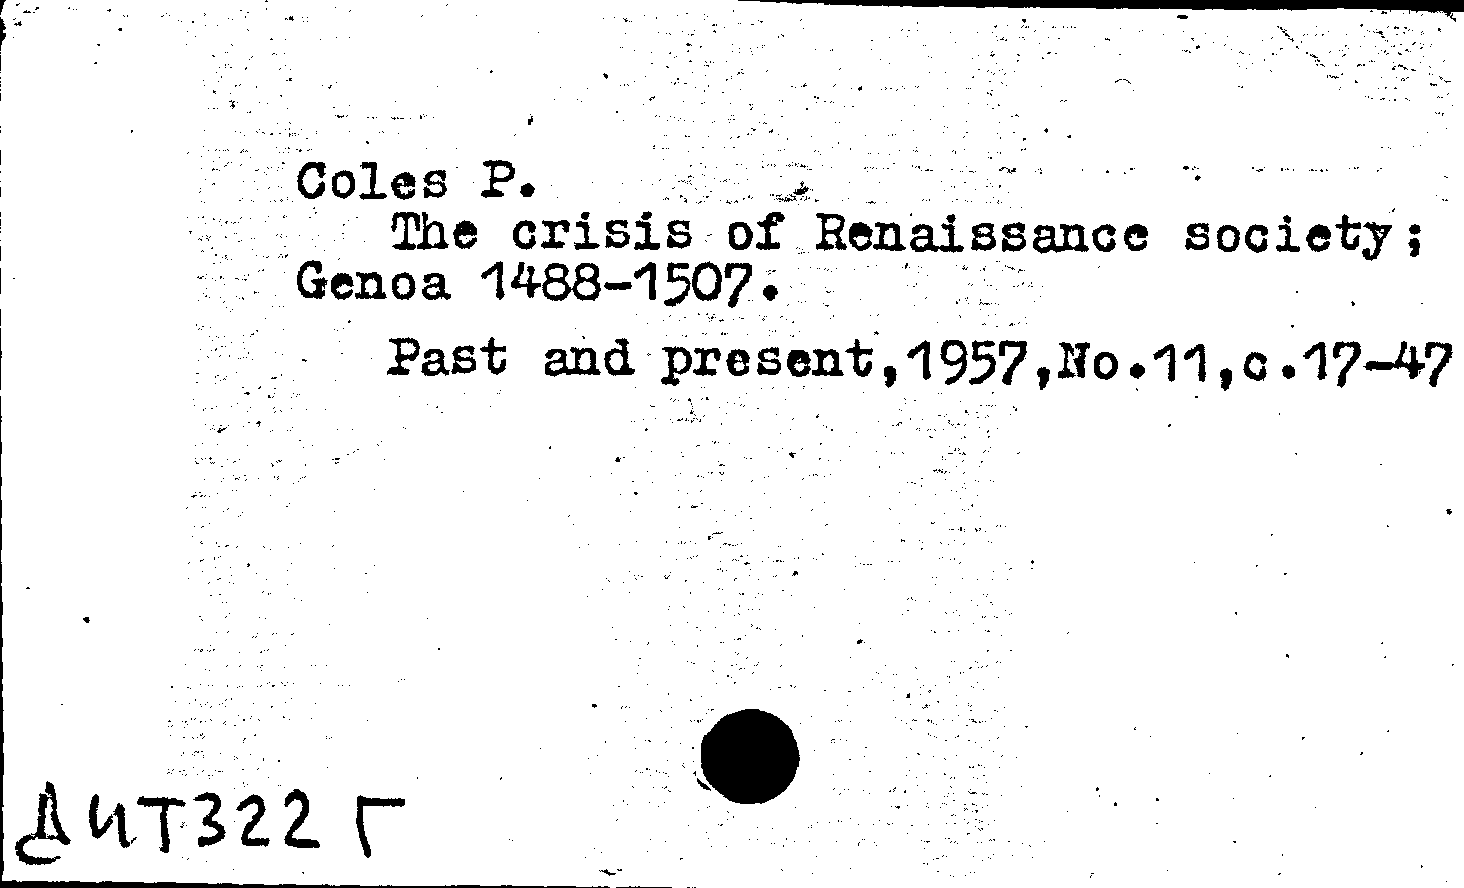 Coles P.
The crisis of Renaissance society;
Genoa 1488-1507.
Past and present,1957,No.11,c.17-47
ДИТ322 Г